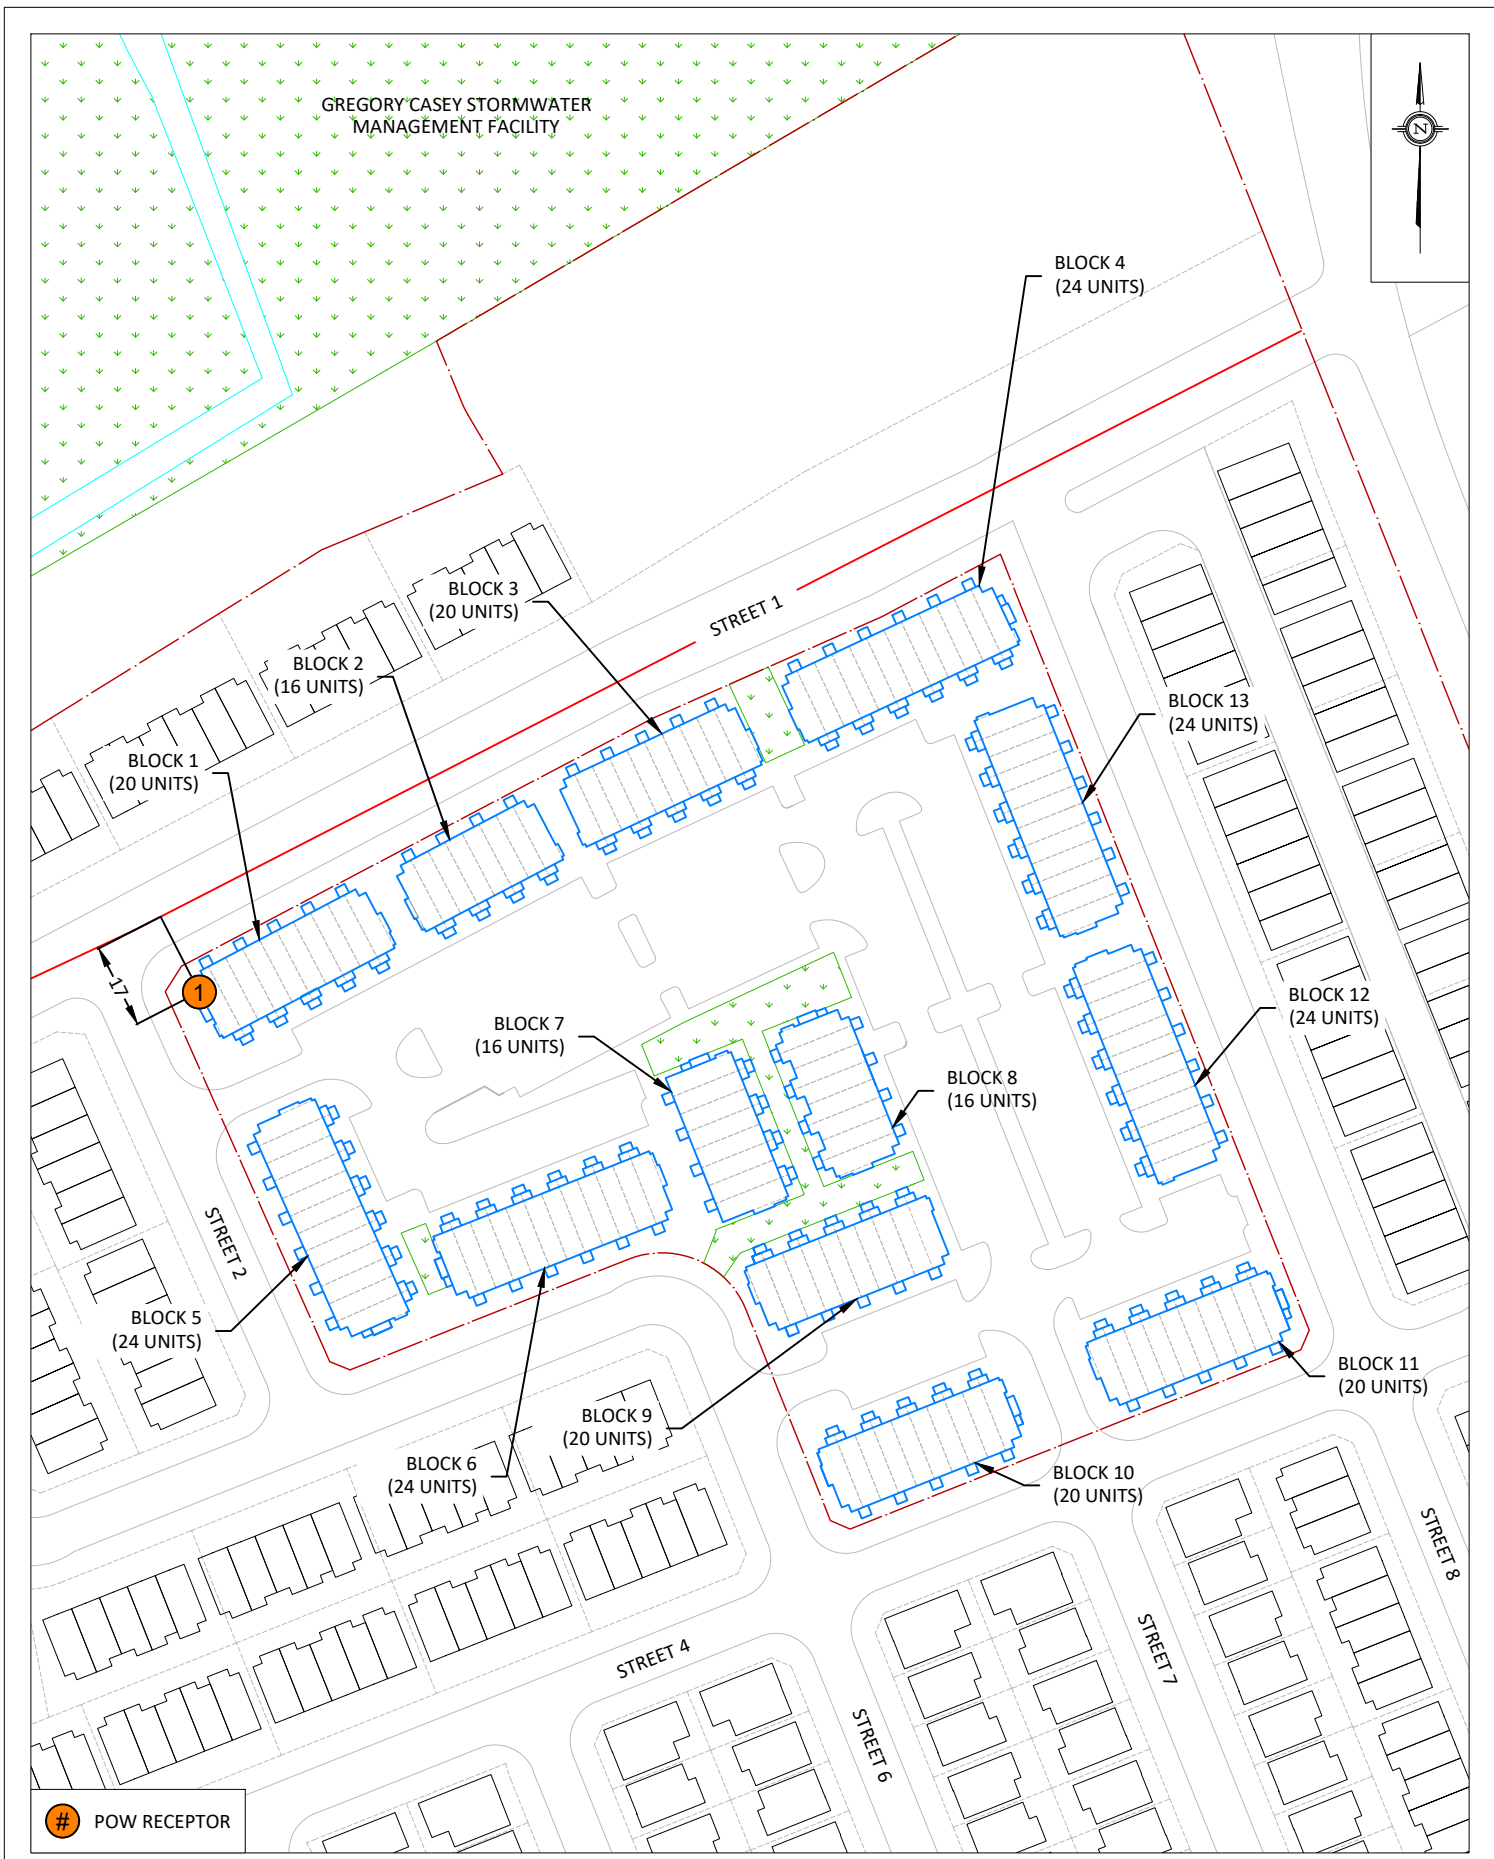 GREGORY CASEY STORMWATER
MANAGEMENT FACILITY
N
BLOCK 4
(24 UNITS)
BLOCK 3
(20 UNITS)
STREET 1
BLOCK 2
(16 UNITS)
BLOCK 13
(24 UNITS)
BLOCK 1
(20 UNITS)
17
1
BLOCK 12
(24 UNITS)
BLOCK 7
(16 UNITS)
BLOCK 8
(16 UNITS)
STREET 2
BLOCK 5
(24 UNITS)
BLOCK 11
(20 UNITS)
BLOCK 9
(20 UNITS)
BLOCK 6
(24 UNITS)
BLOCK 10
(20 UNITS)
STREET 8
STREET 7
STREET 4
STREET 6
# POW RECEPTOR